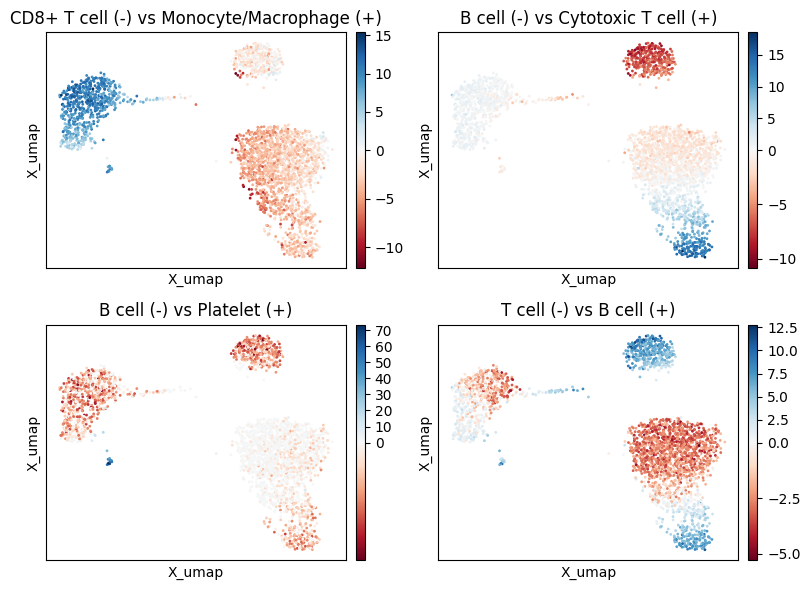 CD8+ T cell (-) vs Monocyte/Macrophage (+)
X_umap
X_umap
15
10
5
0
−5
−10
B cell (-) vs Cytotoxic T cell (+)
X_umap
X_umap
15
10
5
0
−5
−10
B cell (-) vs Platelet (+)
X_umap
X_umap
70
60
50
40
30
20
10
0
T cell (-) vs B cell (+)
X_umap
X_umap
12.5
10.0
7.5
5.0
2.5
0.0
−2.5
−5.0